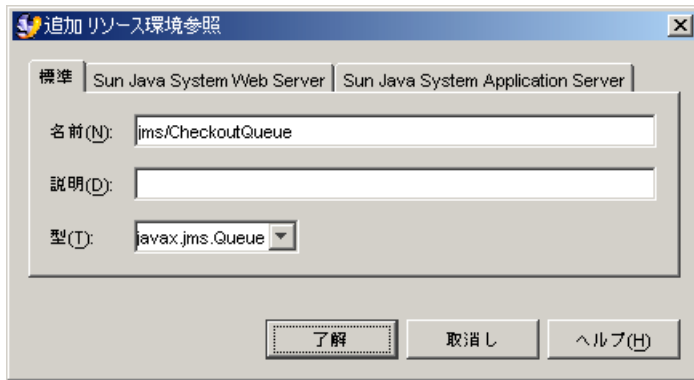 追加 リソース環境参照
標準 Sun Java System Web Server Sun Java System Application Server
名前(N): jms/CheckoutQueue
説明(D):
型(T): javax.jms.Queue
了解 取消し ヘルプ(H)